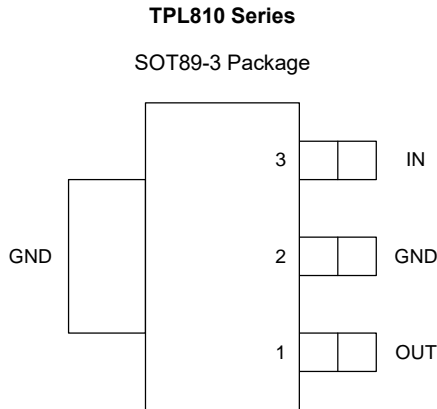 TPL810 Series
SOT89-3 Package
3 IN
GND 2 GND
1 OUT